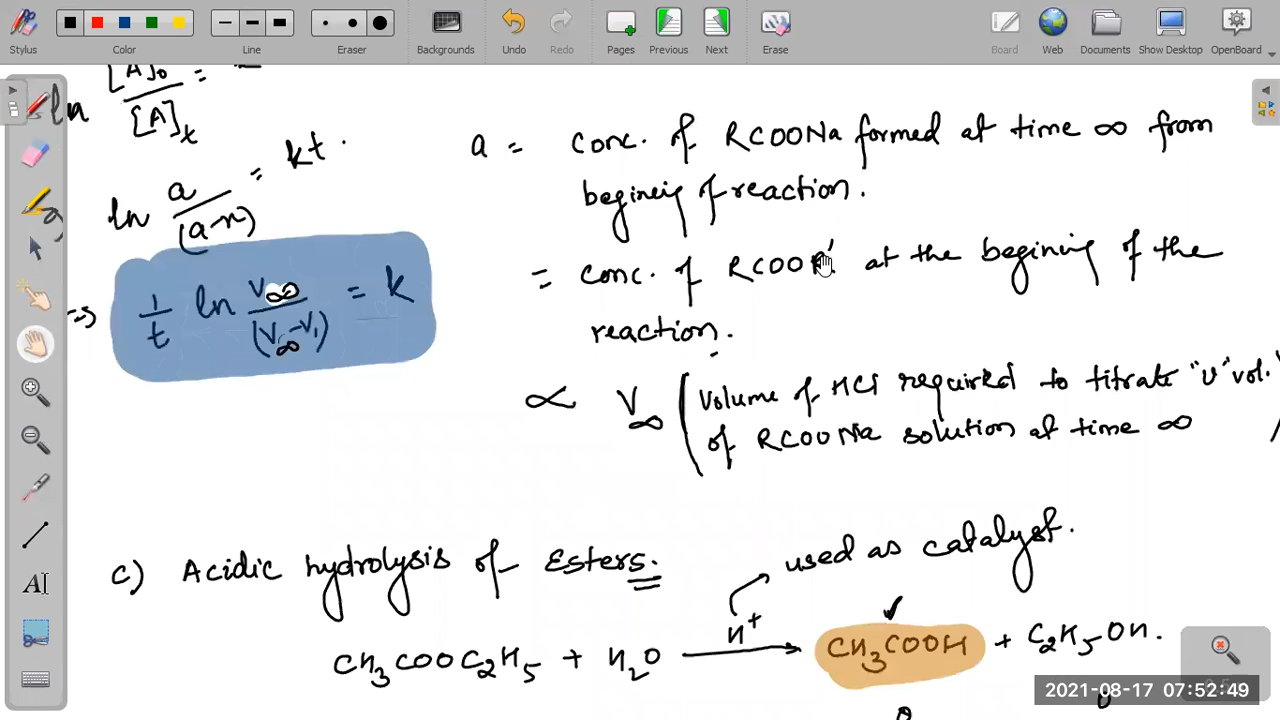 Stylus
Color
Line
Eraser
Backgrounds
Undo
Redo
Pages
Previous
Next
Erase
Board
Web
Documents
Show Desktop
OpenBoard
ln [A]₀/[A]t =
ln a/(a-x) = kt.
⇒ 1/t ln V∞/(V∞-V₁) = k
a = conc. of RCOONa formed at time ∞ from
begineig of reaction.
= conc. of RCOOR' at the begining of the
reaction.
∝ V∞ (Volume of HCl required to titrate "v" vol.
of RCOONa solution at time ∞
c) Acidic hydrolysis of Esters.
used as catalyst.
CH₃COOC₂H₅ + H₂O H⁺→ CH₃COOH + C₂H₅OH.
2021-08-17 07:52:49